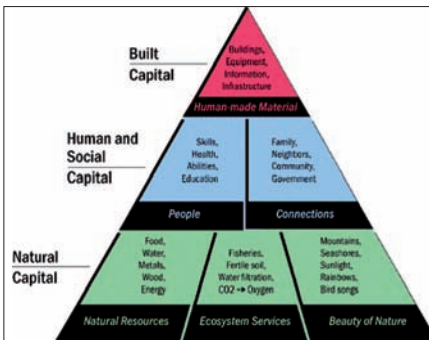 Built
Capital
Buildings,
Equipment,
Information,
Infrastructure
Human-made Material
Human and
Social
Capital
Skills,
Health,
Abilities,
Education
People
Family,
Neighbors,
Community,
Government
Connections
Natural
Capital
Food,
Water,
Metals,
Wood,
Energy
Natural Resources
Fisheries,
Fertile soil,
Water filtration,
CO2 → Oxygen
Ecosystem Services
Mountains,
Seashores,
Sunlight,
Rainbows,
Bird songs
Beauty of Nature